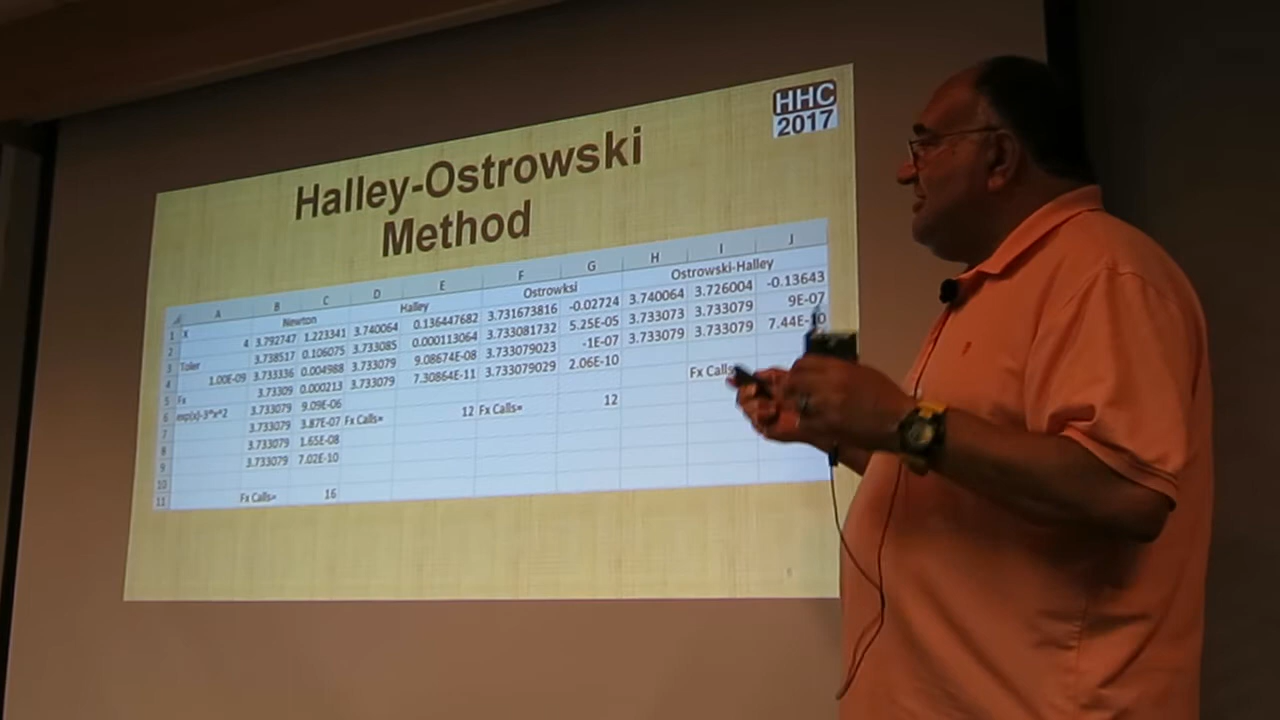 HHC
2017
Halley-Ostrowski
Method
A B C D E F G H I J
1 X Newton Halley Ostrowksi Ostrowski-Halley
2 4 3.792747 1.223341 3.740064 0.136447682 3.731673816 -0.02724 3.740064 3.726004 -0.13643
3 Toler 3.738517 0.106075 3.733085 0.000113064 3.733081732 5.25E-05 3.733073 3.733079 9E-07
4 1.00E-09 3.733336 0.004988 3.733079 9.08674E-08 3.733079023 -1E-07 3.733079 3.733079 7.44E-10
5 Fx 3.73309 0.000213 3.733079 7.30864E-11 3.733079029 2.06E-10
6 exp(x)-3*x^2 3.733079 9.09E-06 Fx Calls
7 3.733079 3.87E-07 Fx Calls= 12 Fx Calls= 12
8 3.733079 1.65E-08
9 3.733079 7.02E-10
10
11 Fx Calls= 16